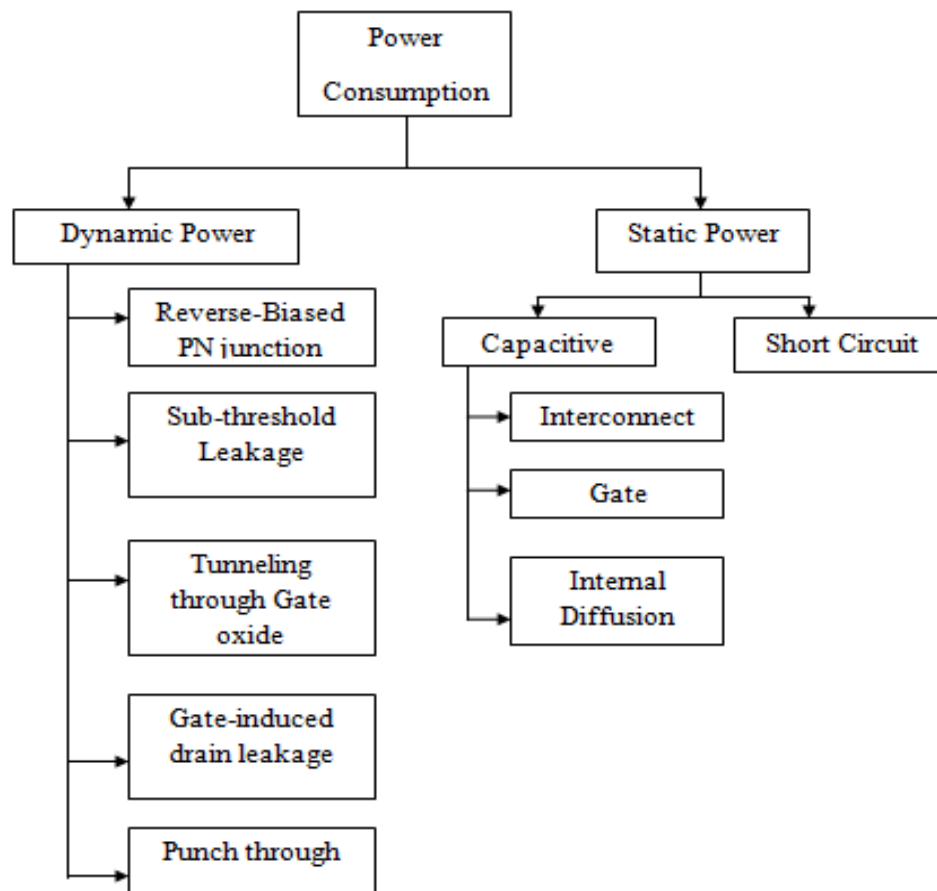 Power
Consumption
Dynamic Power
Static Power
Reverse-Biased
PN junction
Sub-threshold
Leakage
Tunneling
through Gate
oxide
Gate-induced
drain leakage
Punch through
Capacitive
Short Circuit
Interconnect
Gate
Internal
Diffusion